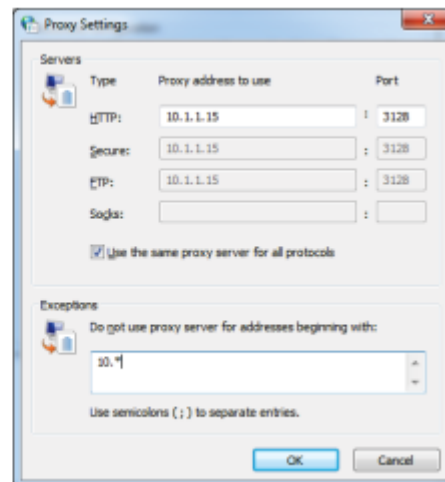 Proxy Settings
Servers
Type Proxy address to use Port
HTTP: 10.1.1.15 : 3128
Secure: 10.1.1.15 : 3128
FTP: 10.1.1.15 : 3128
Socks: :
Use the same proxy server for all protocols
Exceptions
Do not use proxy server for addresses beginning with:
10.*
Use semicolons ( ; ) to separate entries.
OK Cancel